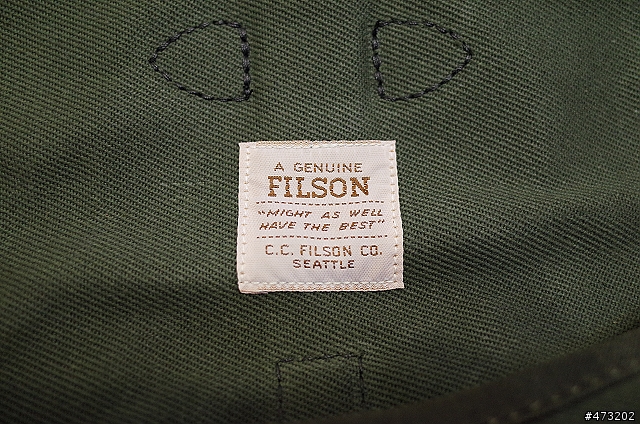 A GENUINE
FILSON
"MIGHT AS WELL
HAVE THE BEST"
C.C. FILSON CO.
SEATTLE
#473202